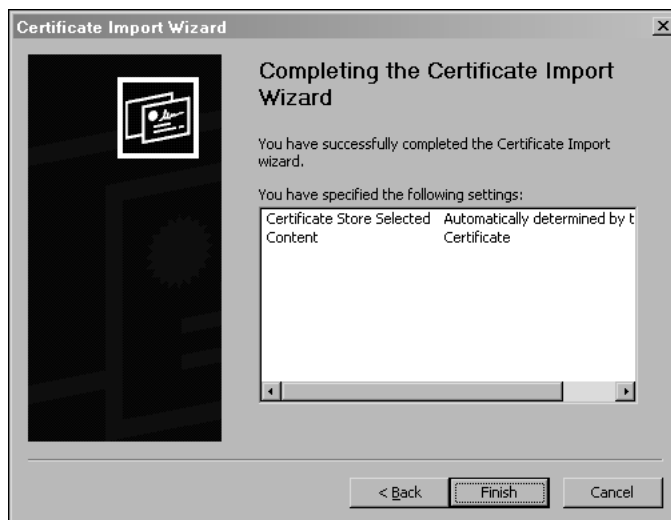 Certificate Import Wizard
Completing the Certificate Import
Wizard
You have successfully completed the Certificate Import
wizard.
You have specified the following settings:
Certificate Store Selected Automatically determined by t
Content Certificate
< Back Finish Cancel